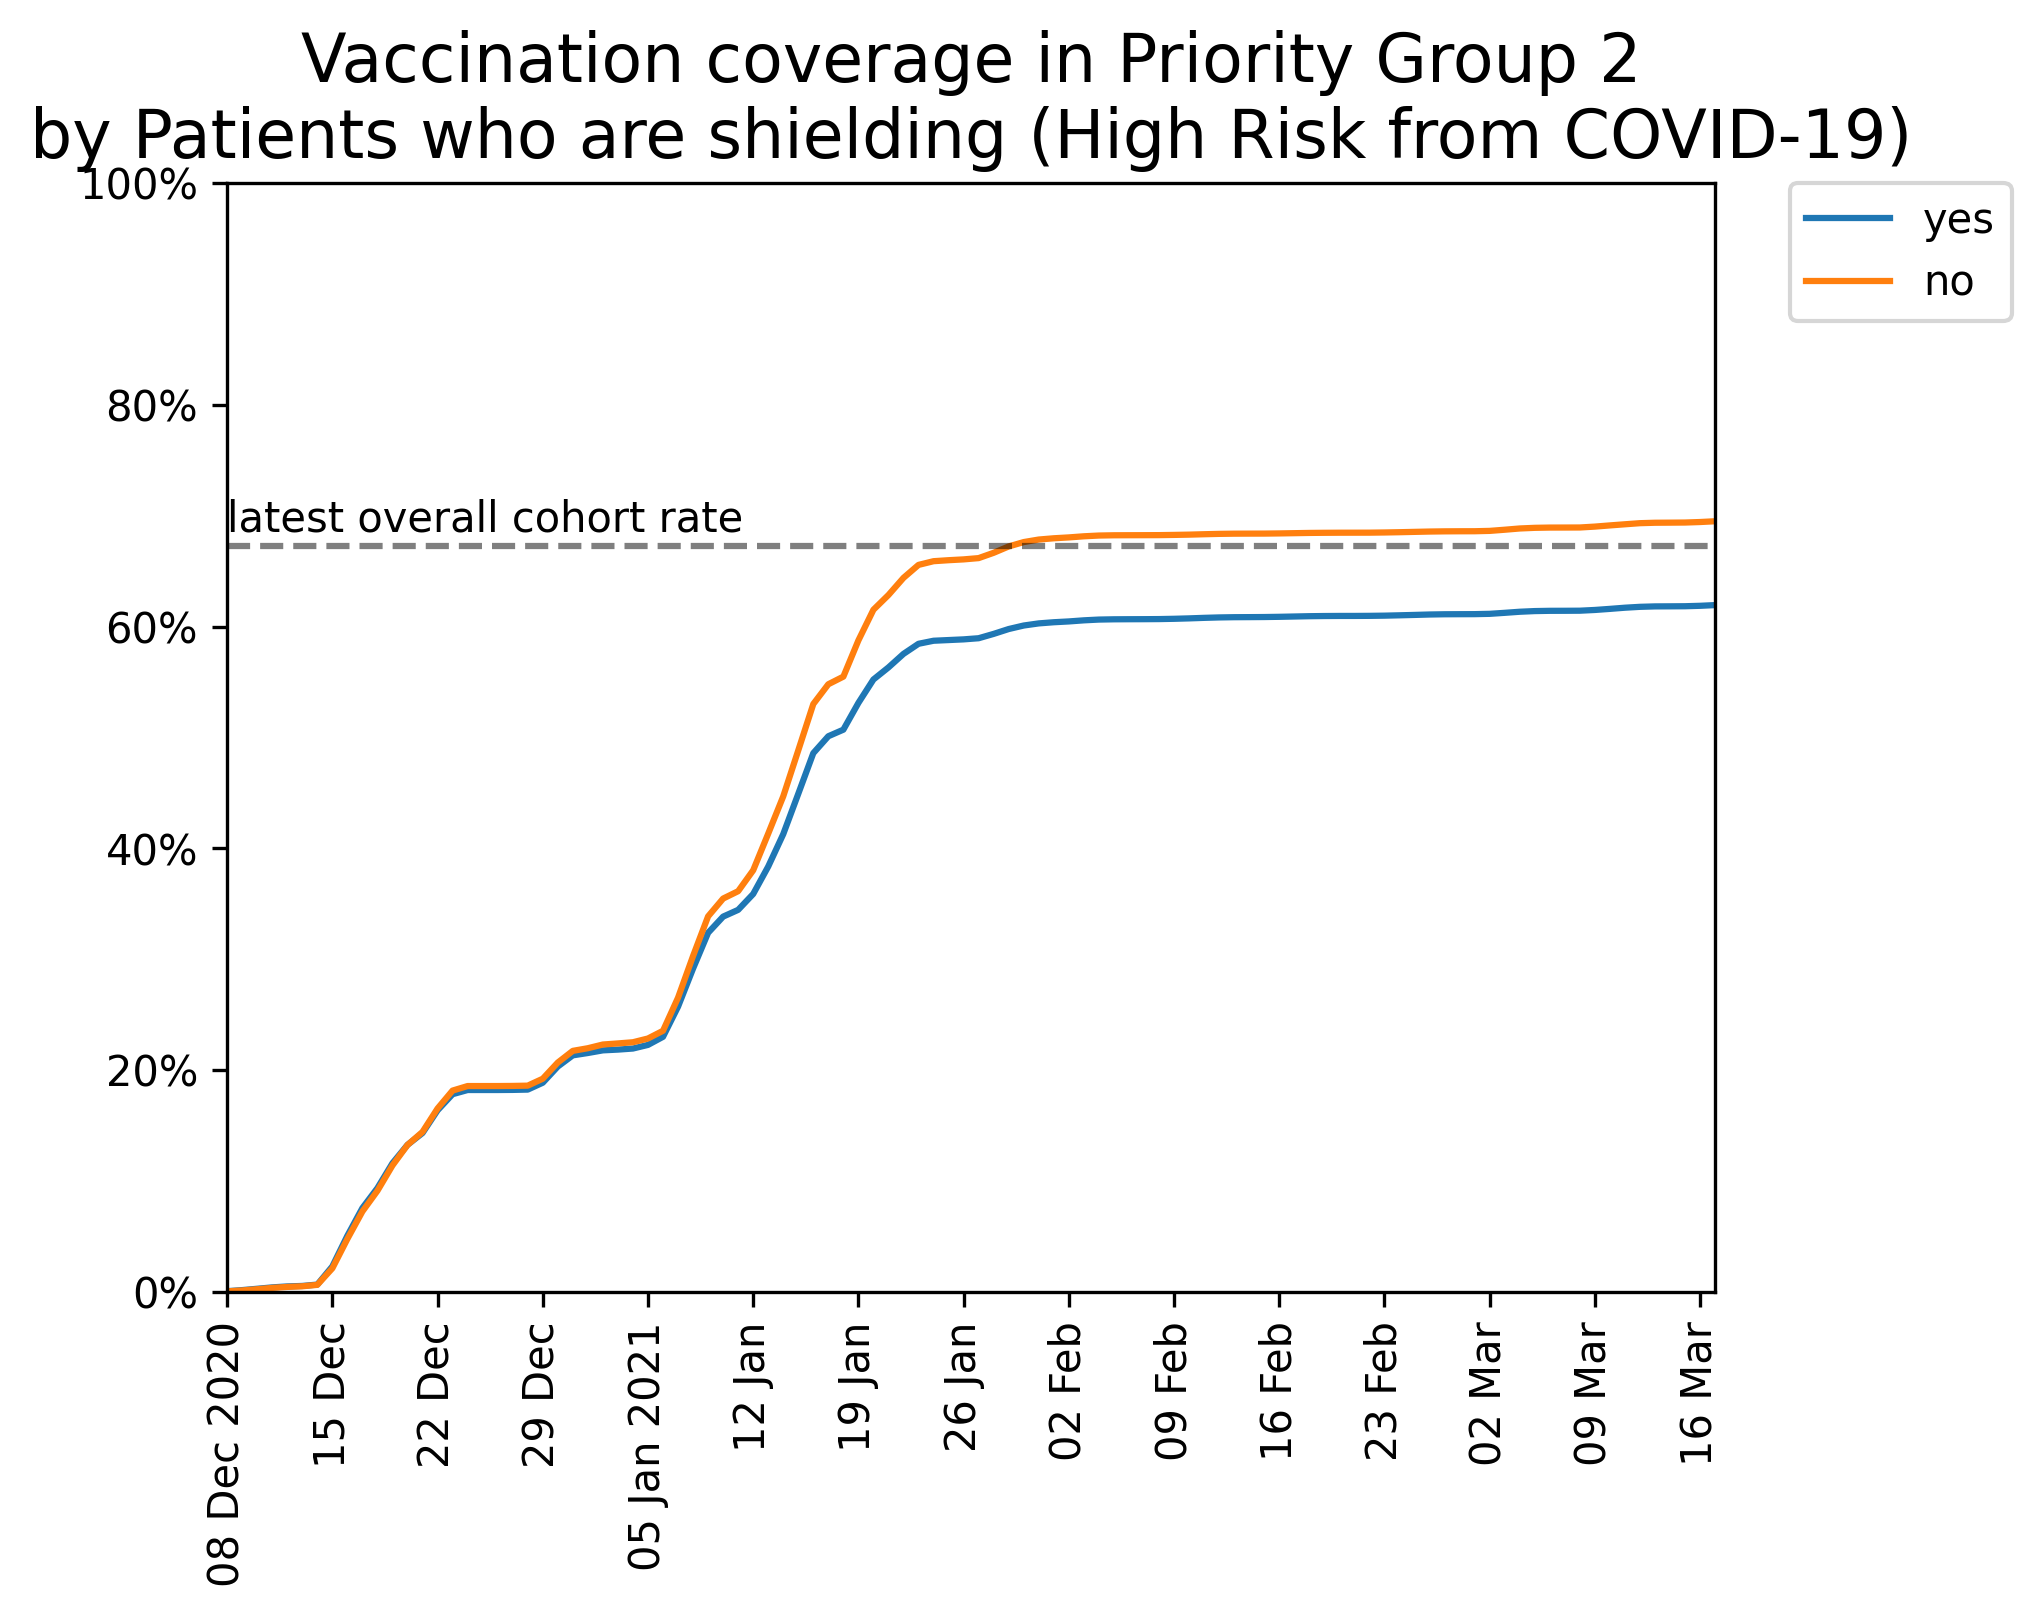 Vaccination coverage in Priority Group 2
by Patients who are shielding (High Risk from COVID-19)
100%
80%
60%
40%
20%
0%
latest overall cohort rate
yes
no
08 Dec 2020
15 Dec
22 Dec
29 Dec
05 Jan 2021
12 Jan
19 Jan
26 Jan
02 Feb
09 Feb
16 Feb
23 Feb
02 Mar
09 Mar
16 Mar